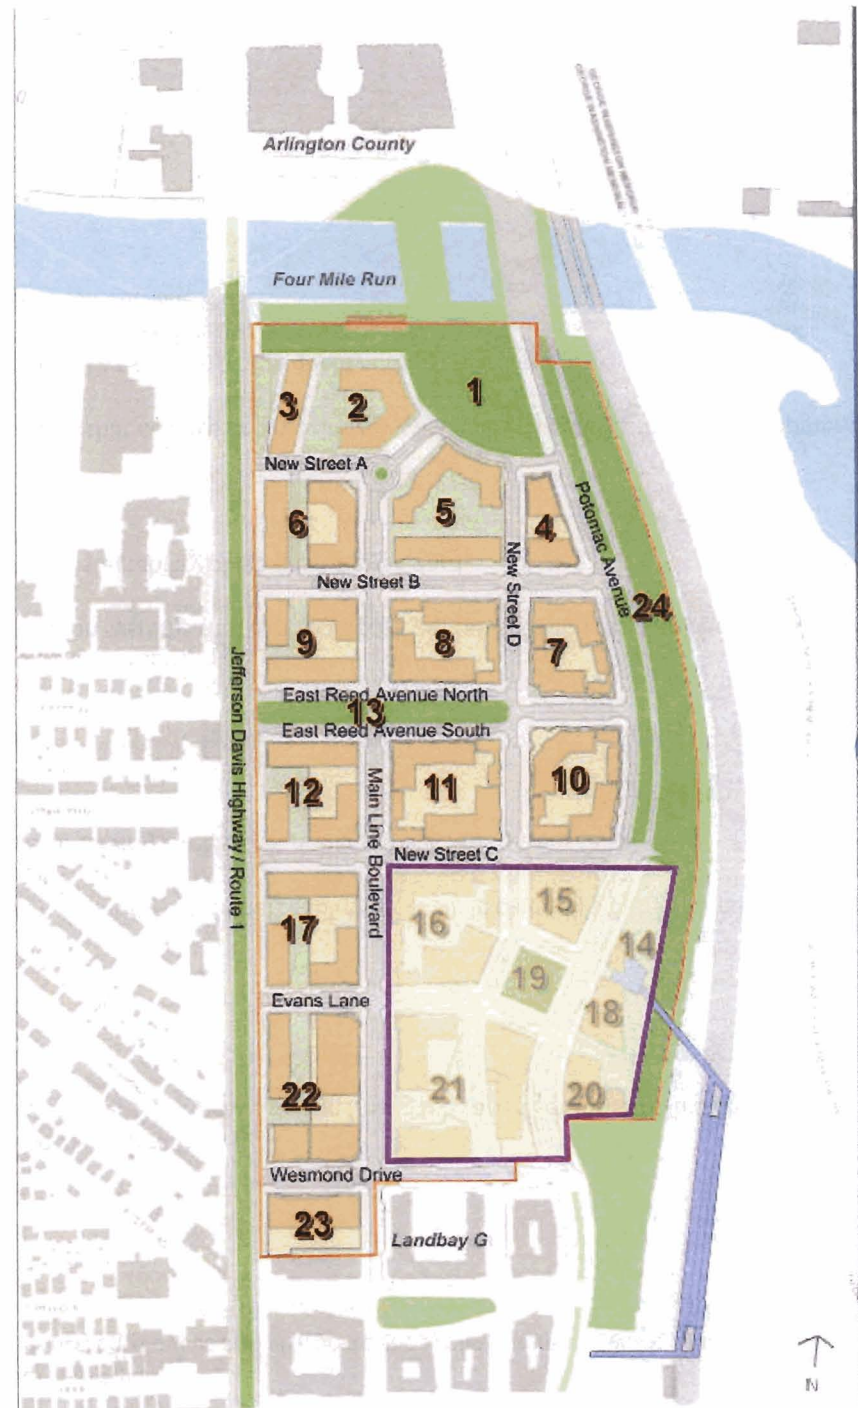 Arlington County
GEORGE WASHINGTON MEMORIAL
Four Mile Run
1
2
3
New Street A
5
4
6
Potomac Avenue
New Street B
New Street D
24
9
8
7
East Reed Avenue North
13
East Reed Avenue South
Jefferson Davis Highway / Route 1
12
11
10
Main Line Boulevard
New Street C
15
16
17
14
19
Evans Lane
18
22
21
20
Wesmond Drive
23
Landbay G
N